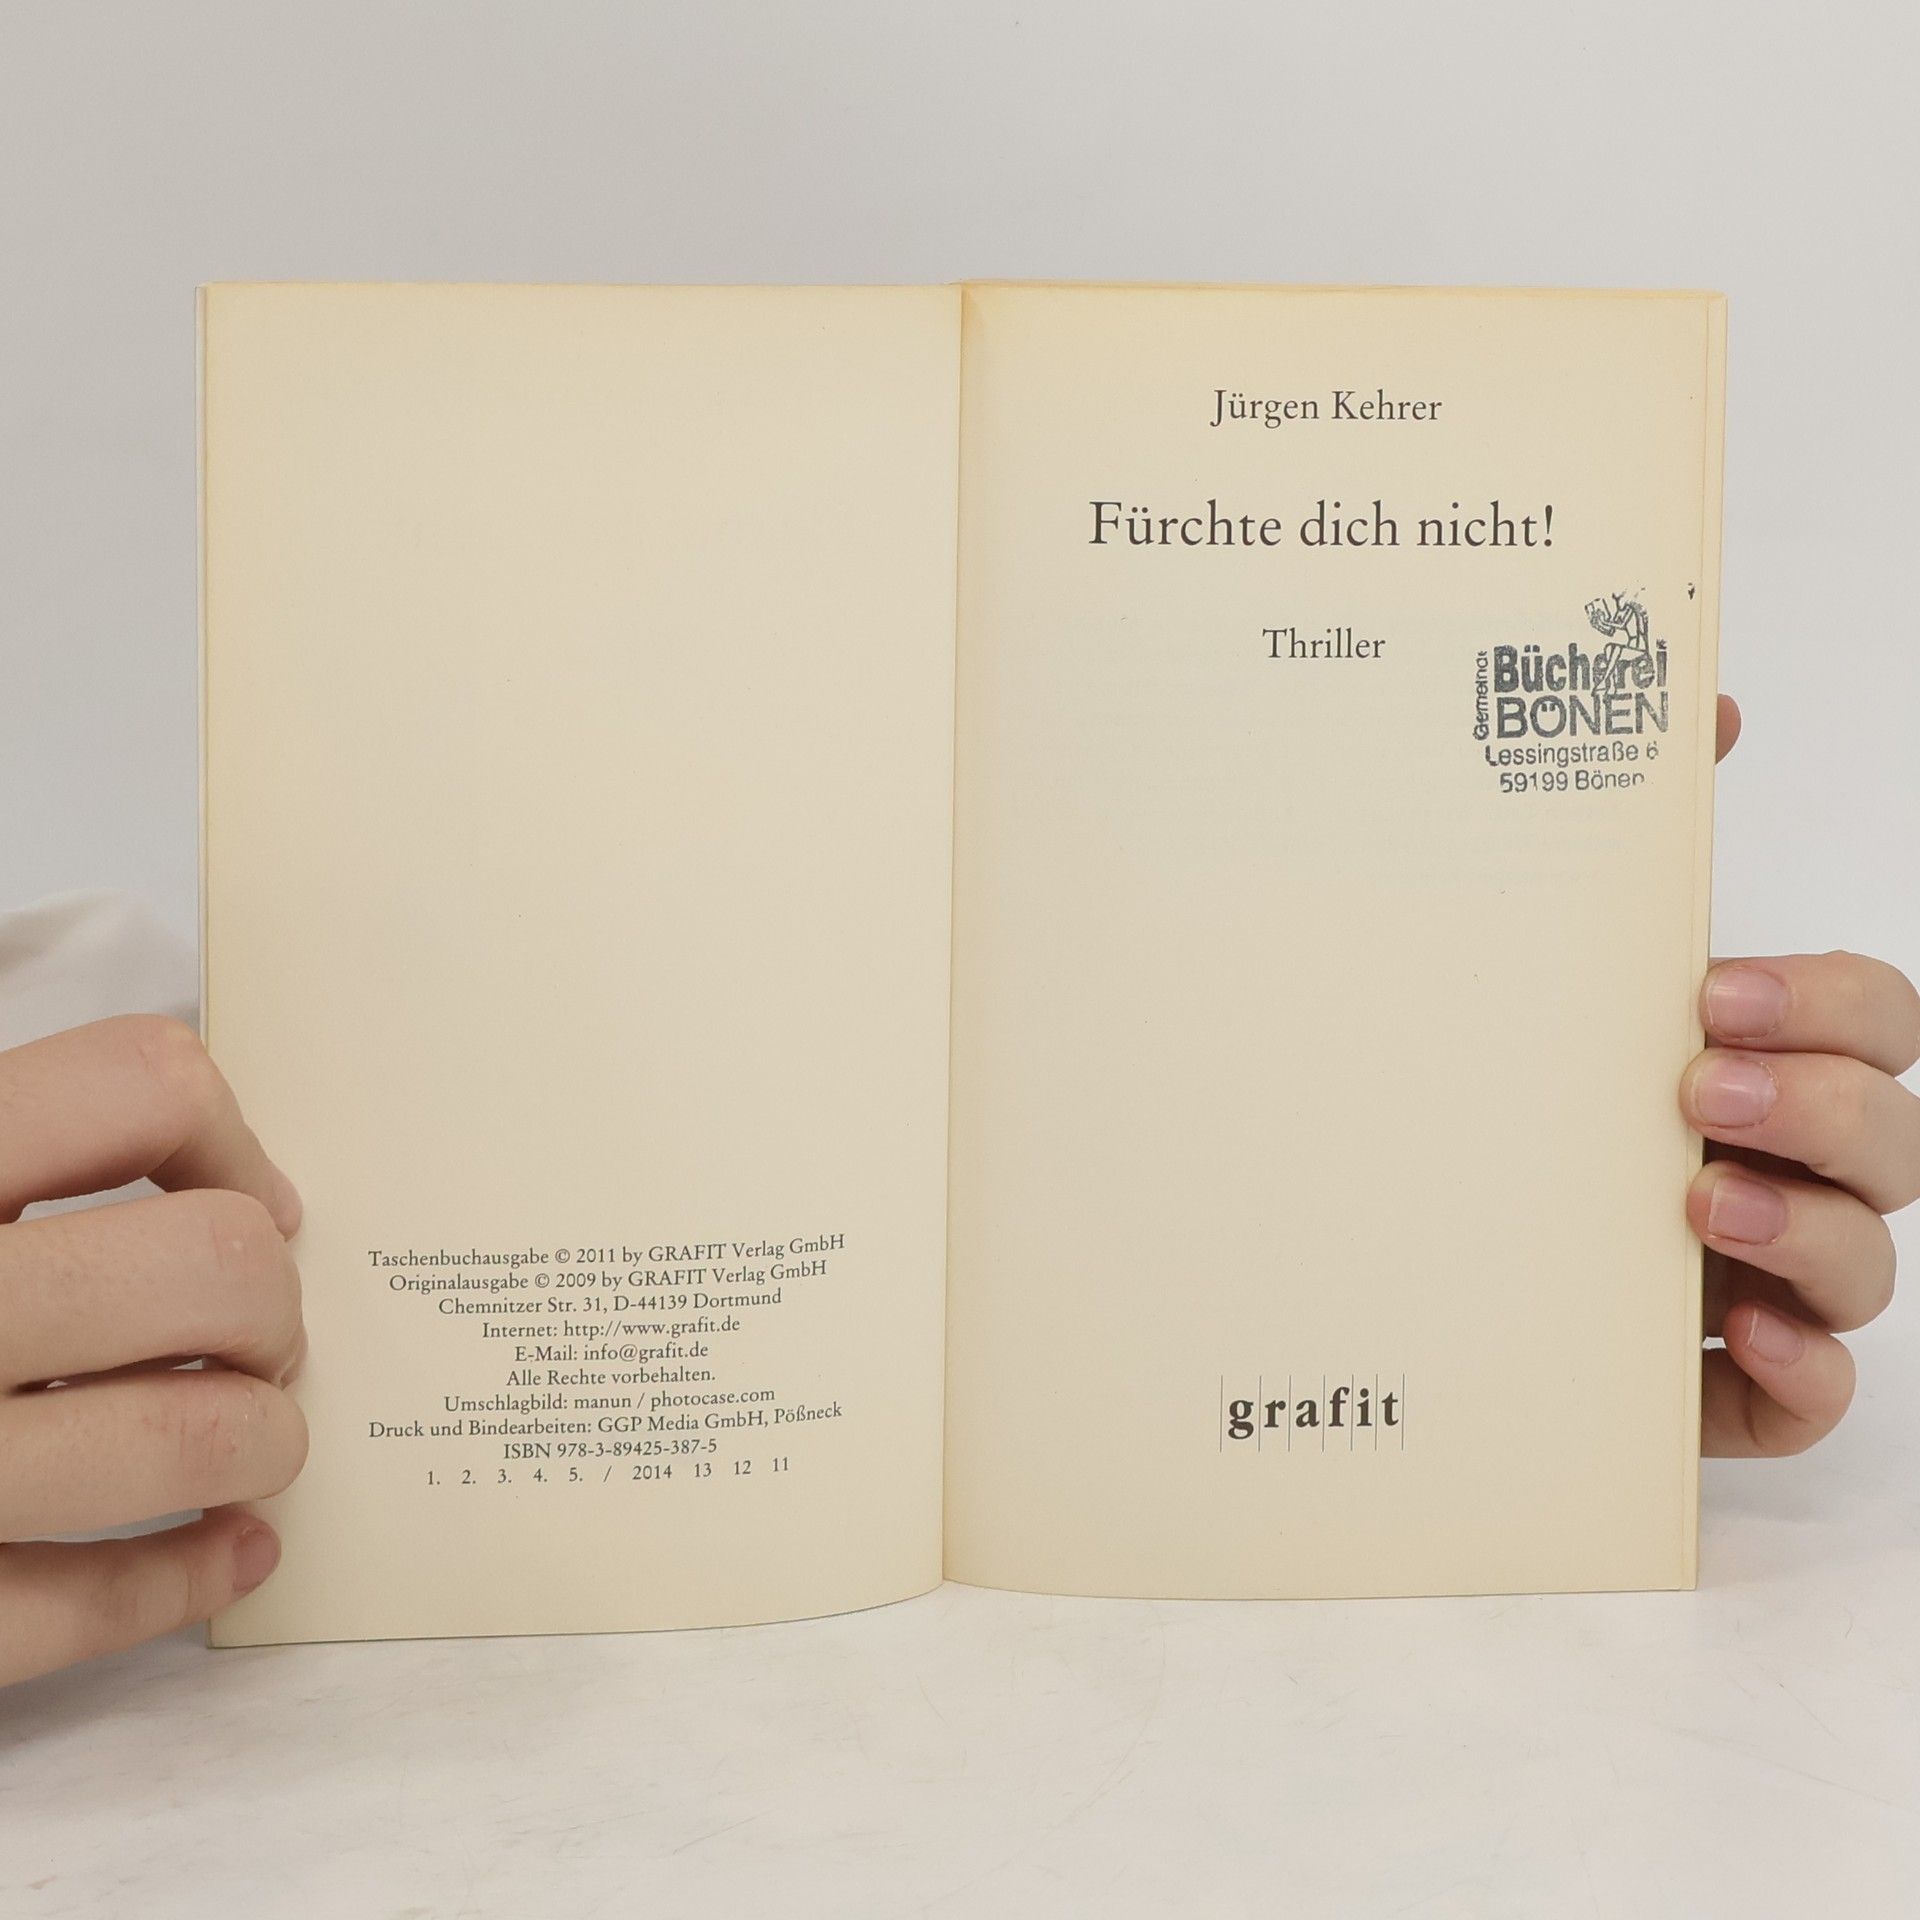 Taschenbuchausgabe © 2011 by GRAFIT Verlag GmbH
Originalausgabe © 2009 by GRAFIT Verlag GmbH
Chemnitzer Str. 31, D-44139 Dortmund
Internet: http://www.grafit.de
E-Mail: info@grafit.de
Alle Rechte vorbehalten.
Umschlagbild: manun / photocase.com
Druck und Bindearbeiten: GGP Media GmbH, Pößneck
ISBN 978-3-89425-387-5
1. 2. 3. 4. 5. / 2014 13 12 11
Jürgen Kehrer
Fürchte dich nicht!
Thriller
Gemeinde
Bücherei
BÖNEN
Lessingstraße 6
59199 Bönen
grafit